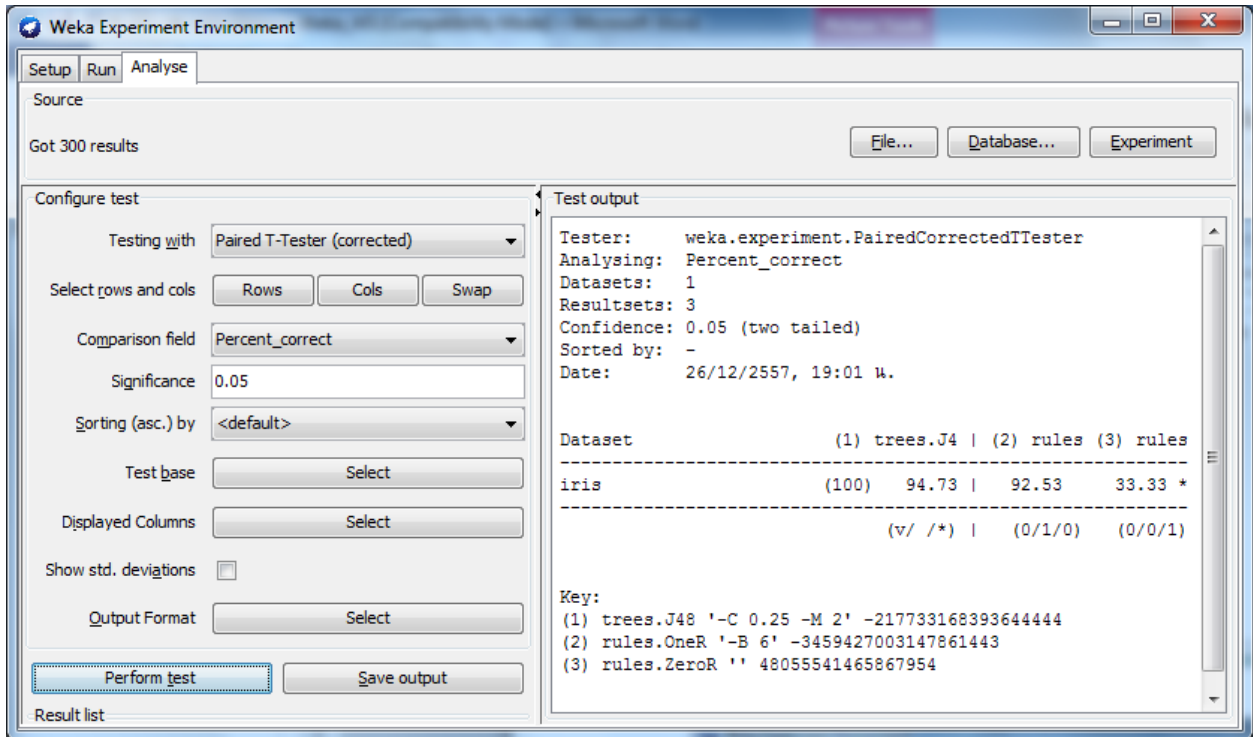 Weka Experiment Environment
Setup Run Analyse
Source
Got 300 results
File... Database... Experiment
Configure test
Testing with Paired T-Tester (corrected)
Select rows and cols Rows Cols Swap
Comparison field Percent_correct
Significance 0.05
Sorting (asc.) by <default>
Test base Select
Displayed Columns Select
Show std. deviations
Output Format Select
Perform test Save output
Result list
Test output
Tester: weka.experiment.PairedCorrectedTTester
Analysing: Percent_correct
Datasets: 1
Resultsets: 3
Confidence: 0.05 (two tailed)
Sorted by: -
Date: 26/12/2557, 19:01 น.
Dataset (1) trees.J4 | (2) rules (3) rules
--------------------------------------------------------------
iris (100) 94.73 | 92.53 33.33 *
--------------------------------------------------------------
(v/ /*) | (0/1/0) (0/0/1)
Key:
(1) trees.J48 '-C 0.25 -M 2' -217733168393644444
(2) rules.OneR '-B 6' -3459427003147861443
(3) rules.ZeroR '' 48055541465867954